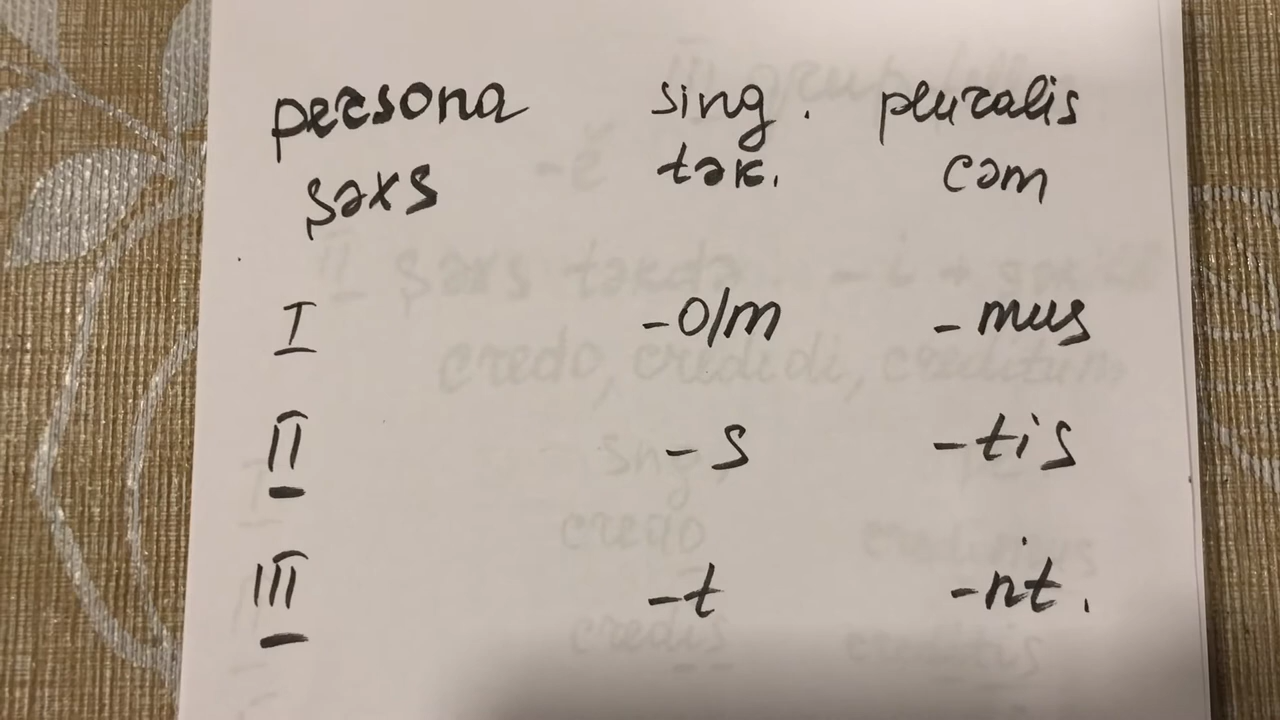 persona sing. pluralis
şəxs tək. cəm
I -o/m -mus
II -s -tis
III -t -nt.